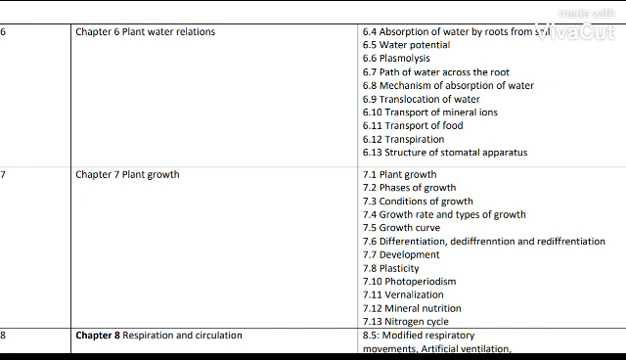 made with
VivaCut
6 Chapter 6 Plant water relations 6.4 Absorption of water by roots from soil
6.5 Water potential
6.6 Plasmolysis
6.7 Path of water across the root
6.8 Mechanism of absorption of water
6.9 Translocation of water
6.10 Transport of mineral ions
6.11 Transport of food
6.12 Transpiration
6.13 Structure of stomatal apparatus
7 Chapter 7 Plant growth 7.1 Plant growth
7.2 Phases of growth
7.3 Conditions of growth
7.4 Growth rate and types of growth
7.5 Growth curve
7.6 Differentiation, dediffrenntion and rediffrentiation
7.7 Development
7.8 Plasticity
7.10 Photoperiodism
7.11 Vernalization
7.12 Mineral nutrition
7.13 Nitrogen cycle
8 Chapter 8 Respiration and circulation 8.5: Modified respiratory
movements, Artificial ventilation,